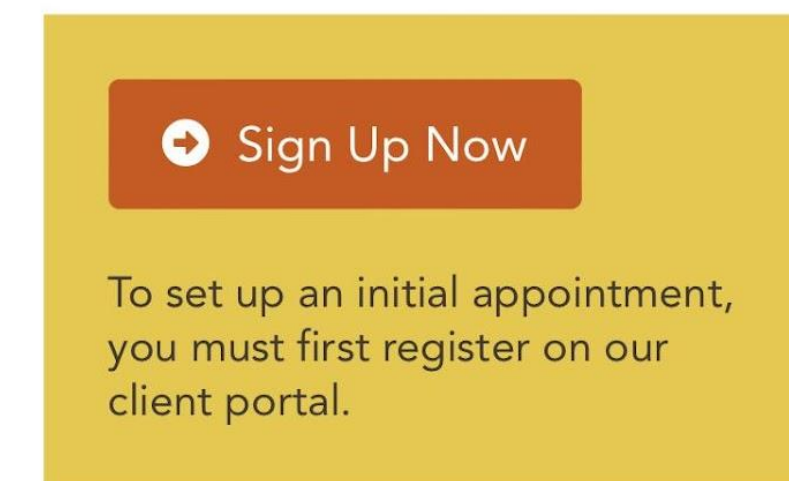 Sign Up Now
To set up an initial appointment,
you must first register on our
client portal.